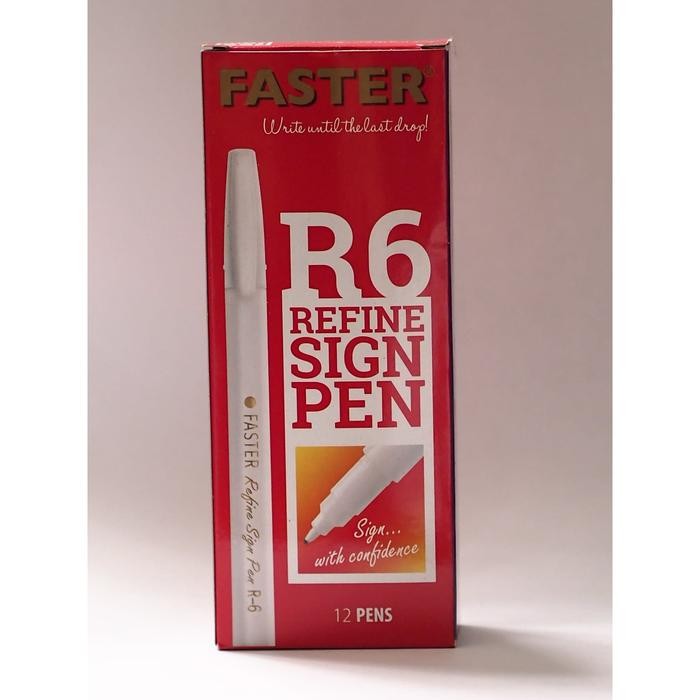 FASTER®
Write until the last drop!
R6
REFINE
SIGN
PEN
FASTER Refine Sign Pen R-6
Sign...
with confidence
12 PENS